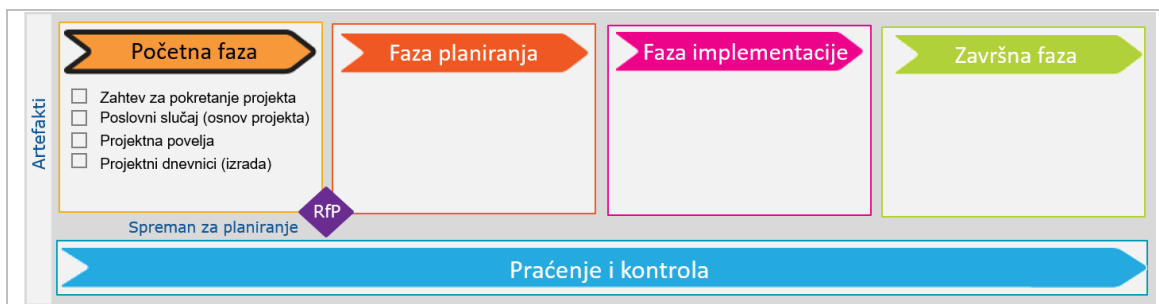 Artefakti
Početna faza
Zahtev za pokretanje projekta
Poslovni slučaj (osnov projekta)
Projektna povelja
Projektni dnevnici (izrada)
Faza planiranja
Faza implementacije
Završna faza
RfP
Spreman za planiranje
Praćenje i kontrola